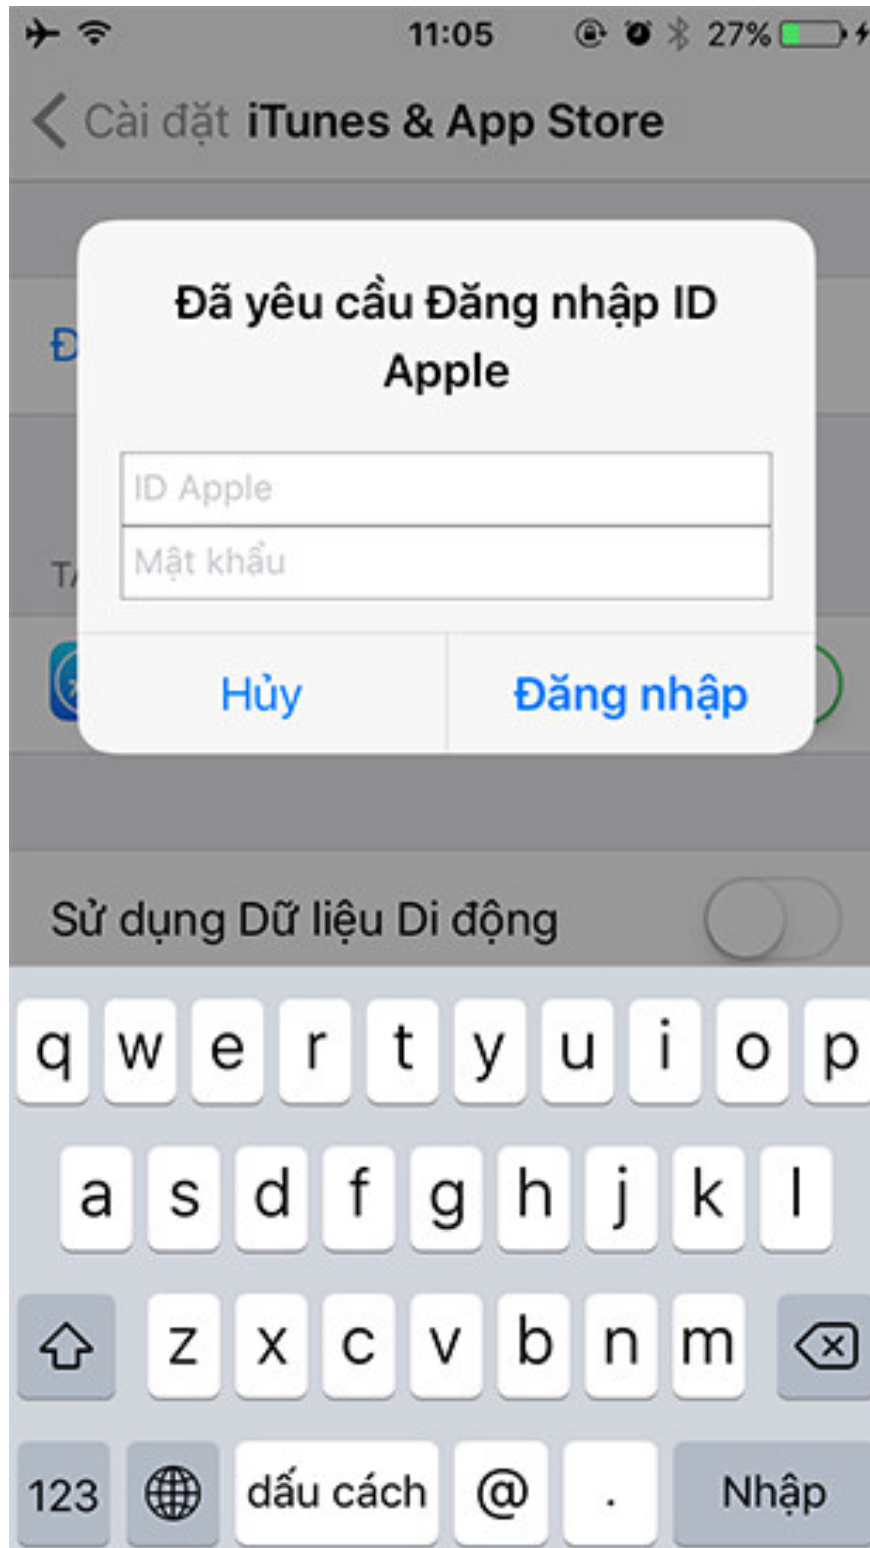 11:05 27%
Cài đặt iTunes & App Store
Đã yêu cầu Đăng nhập ID
Apple
ID Apple
Mật khẩu
Hủy Đăng nhập
Sử dụng Dữ liệu Di động
q w e r t y u i o p
a s d f g h j k l
z x c v b n m
123 dấu cách @ . Nhập